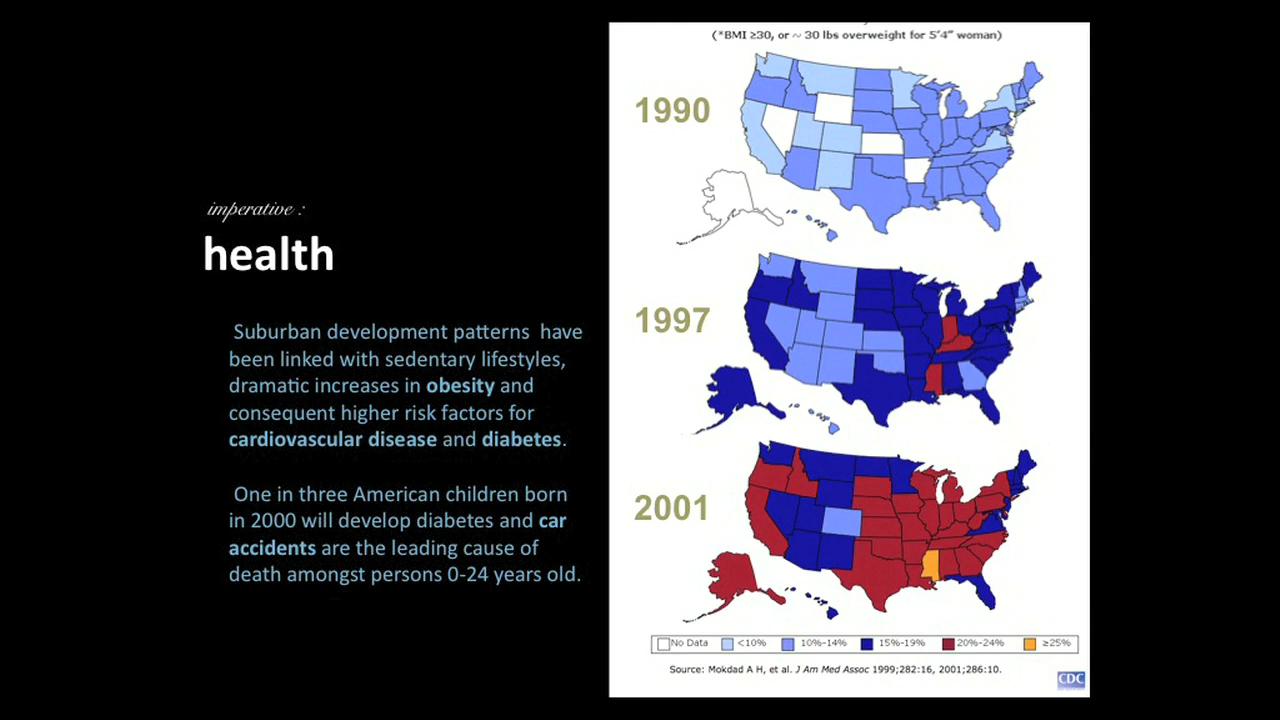 imperative :
health
Suburban development patterns have
been linked with sedentary lifestyles,
dramatic increases in obesity and
consequent higher risk factors for
cardiovascular disease and diabetes.
One in three American children born
in 2000 will develop diabetes and car
accidents are the leading cause of
death amongst persons 0-24 years old.
(*BMI ≥30, or ~ 30 lbs overweight for 5'4" woman)
1990
1997
2001
No Data <10% 10%-14% 15%-19% 20%-24% ≥25%
Source: Mokdad A H, et al. J Am Med Assoc 1999;282:16, 2001;286:10.
CDC